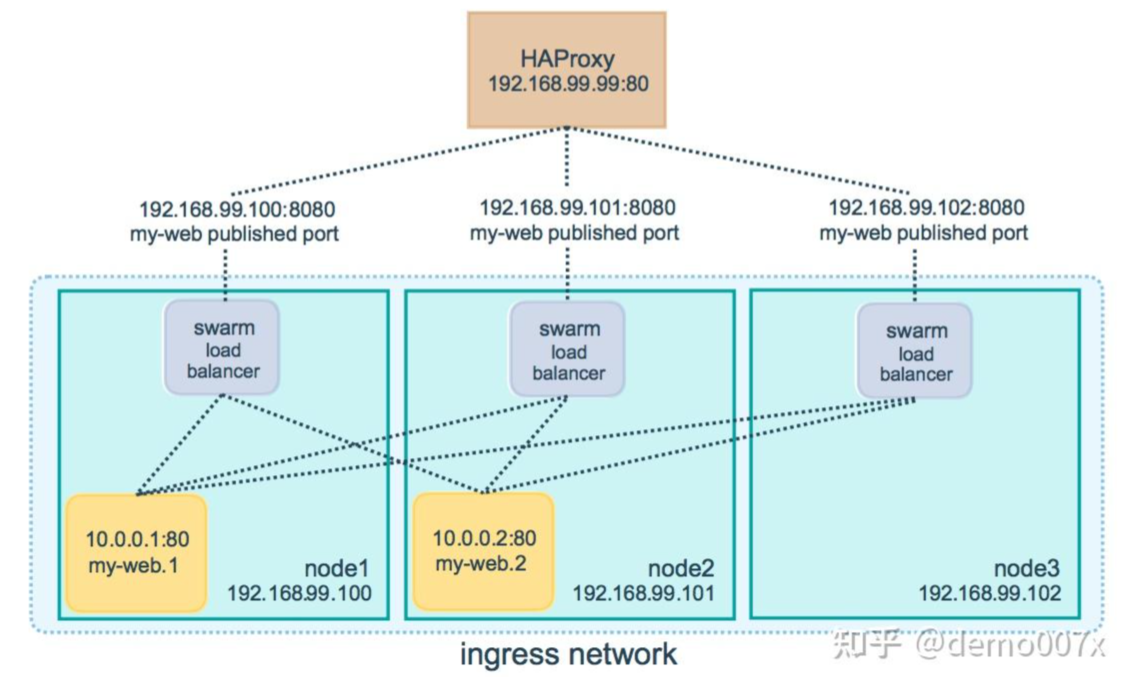 HAProxy
192.168.99.99:80
192.168.99.100:8080
my-web published port
192.168.99.101:8080
my-web published port
192.168.99.102:8080
my-web published port
swarm
load
balancer
swarm
load
balancer
swarm
load
balancer
10.0.0.1:80
my-web.1
node1
192.168.99.100
10.0.0.2:80
my-web.2
node2
192.168.99.101
node3
192.168.99.102
ingress network
知乎 @demo007x